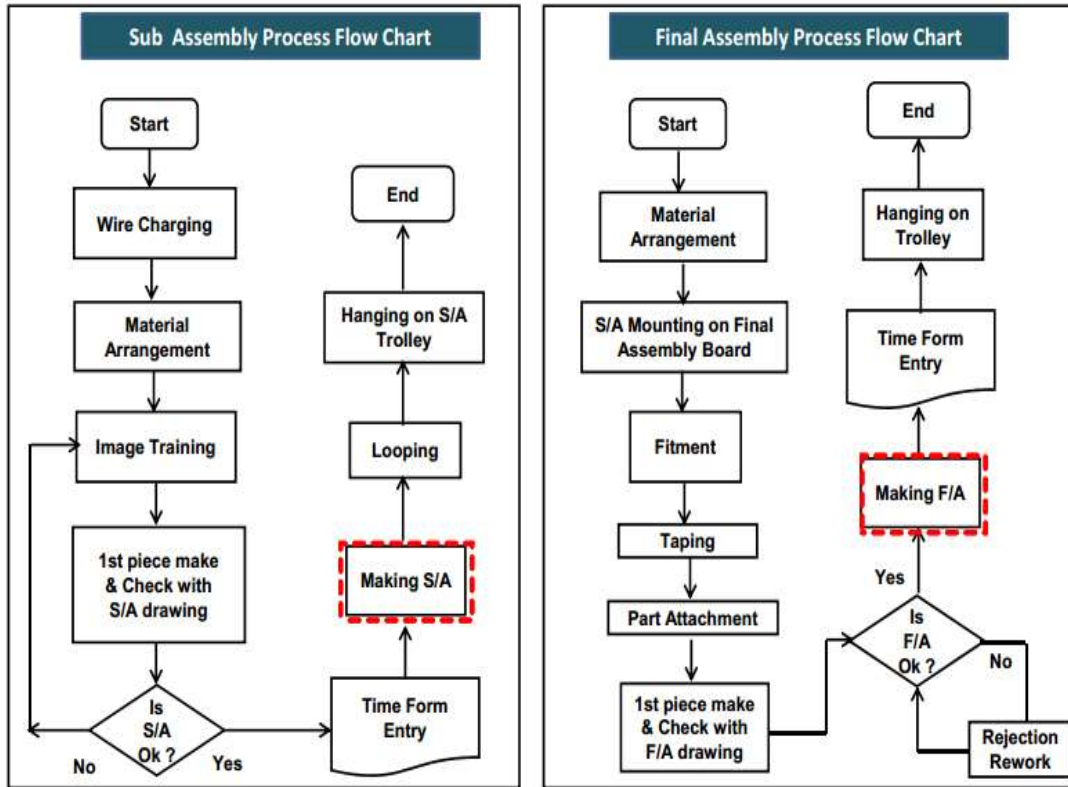 Sub Assembly Process Flow Chart
Start
Wire Charging
Material
Arrangement
Image Training
1st piece make
& Check with
S/A drawing
Is
S/A
Ok ?
No
Yes
Time Form
Entry
Making S/A
Looping
Hanging on S/A
Trolley
End
Final Assembly Process Flow Chart
Start
Material
Arrangement
S/A Mounting on Final
Assembly Board
Fitment
Taping
Part Attachment
1st piece make
& Check with
F/A drawing
Is
F/A
Ok ?
No
Rejection
Rework
Yes
Making F/A
Time Form
Entry
Hanging on
Trolley
End